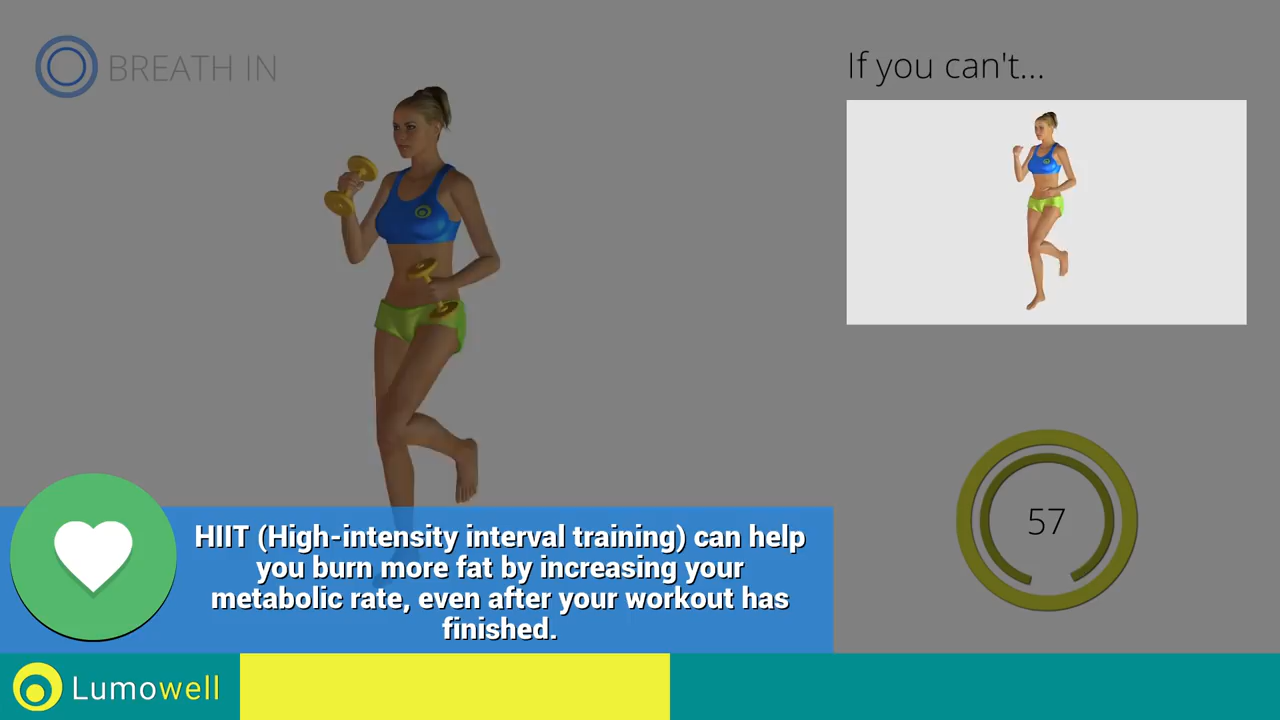 BREATH IN
If you can't...
57
HIIT (High-intensity interval training) can help
you burn more fat by increasing your
metabolic rate, even after your workout has
finished.
Lumowell